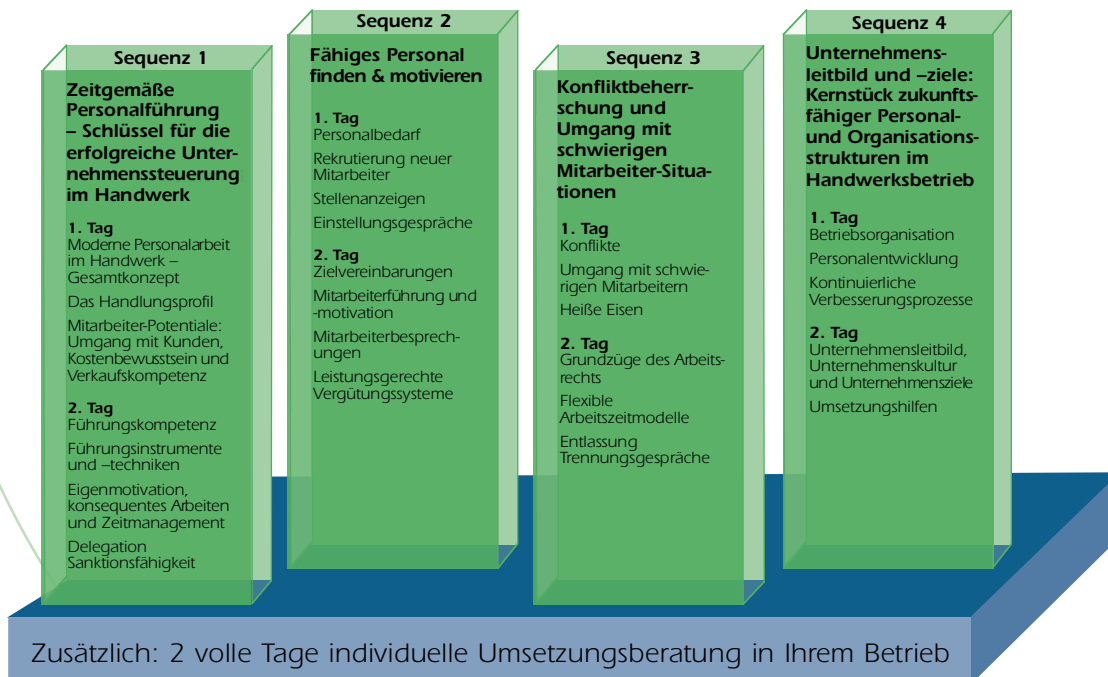 Sequenz 1
Zeitgemäße
Personalführung
– Schlüssel für die
erfolgreiche Unter-
nehmenssteuerung
im Handwerk
1. Tag
Moderne Personalarbeit
im Handwerk –
Gesamtkonzept
Das Handlungsprofil
Mitarbeiter-Potentiale:
Umgang mit Kunden,
Kostenbewusstsein und
Verkaufskompetenz
2. Tag
Führungskompetenz
Führungsinstrumente
und –techniken
Eigenmotivation,
konsequentes Arbeiten
und Zeitmanagement
Delegation
Sanktionsfähigkeit
Sequenz 2
Fähiges Personal
finden & motivieren
1. Tag
Personalbedarf
Rekrutierung neuer
Mitarbeiter
Stellenanzeigen
Einstellungsgespräche
2. Tag
Zielvereinbarungen
Mitarbeiterführung und
-motivation
Mitarbeiterbesprech-
ungen
Leistungsgerechte
Vergütungssysteme
Sequenz 3
Konfliktbeherr-
schung und
Umgang mit
schwierigen
Mitarbeiter-Situa-
tionen
1. Tag
Konflikte
Umgang mit schwie-
rigen Mitarbeitern
Heiße Eisen
2. Tag
Grundzüge des Arbeits-
rechts
Flexible
Arbeitszeitmodelle
Entlassung
Trennungsgespräche
Sequenz 4
Unternehmens-
leitbild und –ziele:
Kernstück zukunfts-
fähiger Personal-
und Organisations-
strukturen im
Handwerksbetrieb
1. Tag
Betriebsorganisation
Personalentwicklung
Kontinuierliche
Verbesserungsprozesse
2. Tag
Unternehmensleitbild,
Unternehmenskultur
und Unternehmensziele
Umsetzungshilfen
Zusätzlich: 2 volle Tage individuelle Umsetzungsberatung in Ihrem Betrieb